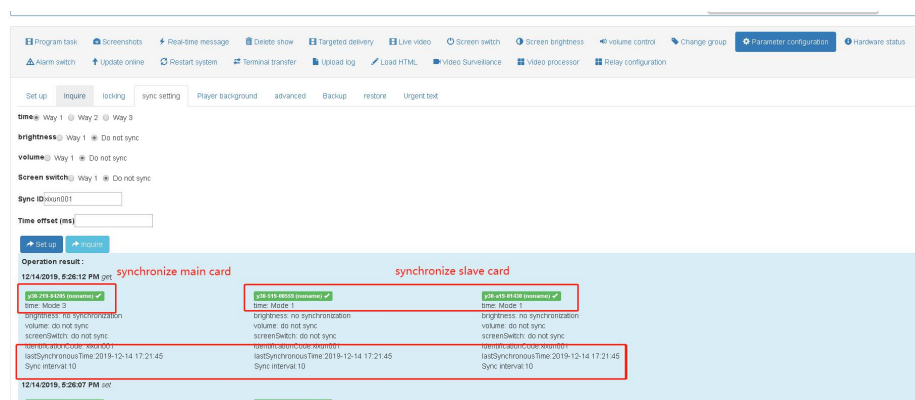 Program task Screenshots Real-time message Delete show Targeted delivery Live video Screen switch Screen brightness volume control Change group Parameter configuration Hardware status
Alarm switch Update online Restart system Terminal transfer Upload log Load HTML Video Surveillance Video processor Relay configuration
Set up Inquire locking sync setting Player background advanced Backup restore Urgent text
time Way 1 Way 2 Way 3
brightness Way 1 Do not sync
volume Way 1 Do not sync
Screen switch Way 1 Do not sync
Sync ID xixun001
Time offset (ms)
Set up Inquire
Operation result :
12/14/2019, 5:26:12 PM get synchronize main card synchronize slave card
y30-219-84205 (noname) y30-519-00559 (noname) y30-a19-01430 (noname)
time: Mode 3 time: Mode 1 time: Mode 1
brightness: no synchronization brightness: no synchronization brightness: no synchronization
volume: do not sync volume: do not sync volume: do not sync
screenSwitch: do not sync screenSwitch: do not sync screenSwitch: do not sync
identificationCode: xixun001 identificationCode: xixun001 identificationCode: xixun001
lastSynchronousTime:2019-12-14 17:21:45 lastSynchronousTime:2019-12-14 17:21:45 lastSynchronousTime:2019-12-14 17:21:45
Sync interval:10 Sync interval:10 Sync interval:10
12/14/2019, 5:26:07 PM set